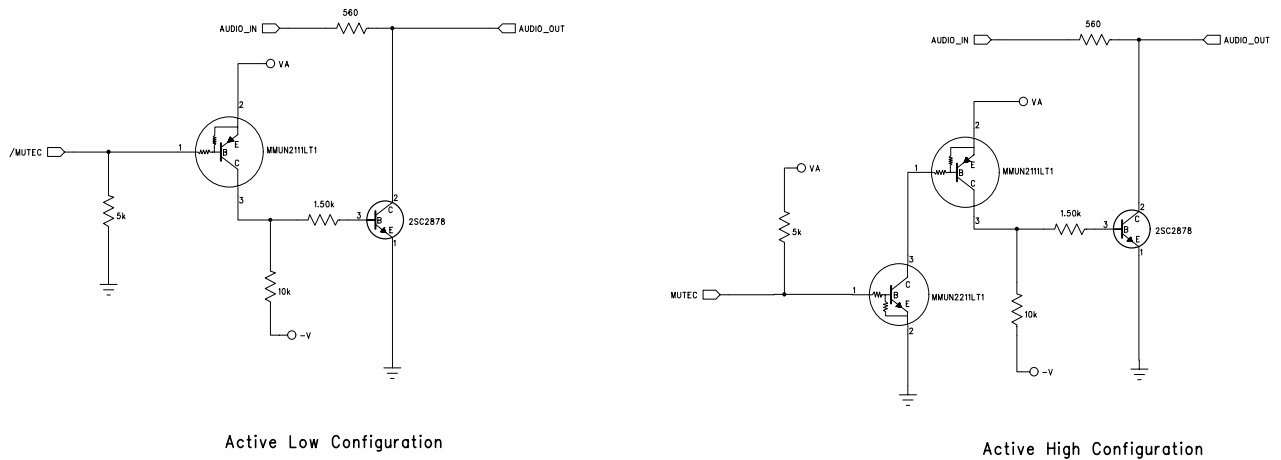 560
AUDIO_IN
AUDIO_OUT
VA
2
E
B
C
1
MMUN2111LT1
/MUTEC
3
5k
1.50k
3
2
C
B
E
1
2SC2878
10k
-V
Active Low Configuration
560
AUDIO_IN
AUDIO_OUT
VA
2
E
B
C
1
MMUN2111LT1
VA
3
5k
1.50k
3
2
C
B
E
1
2SC2878
3
C
B
E
1
MMUN2211LT1
MUTEC
2
10k
-V
Active High Configuration